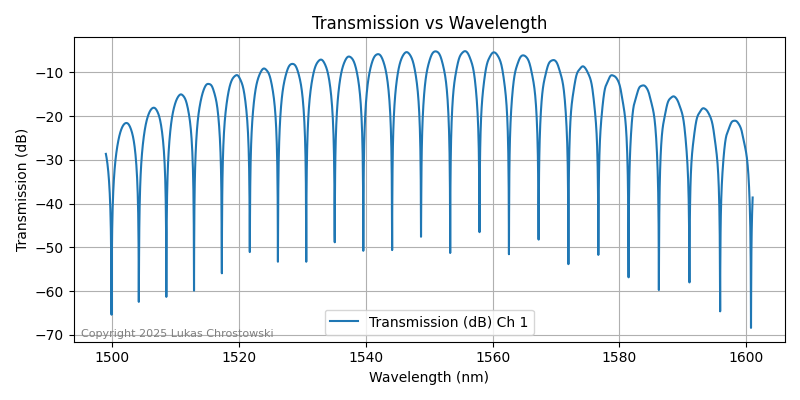 Transmission vs Wavelength
Transmission (dB)
−10
−20
−30
−40
−50
−60
−70
Transmission (dB) Ch 1
Copyright 2025 Lukas Chrostowski
1500 1520 1540 1560 1580 1600
Wavelength (nm)